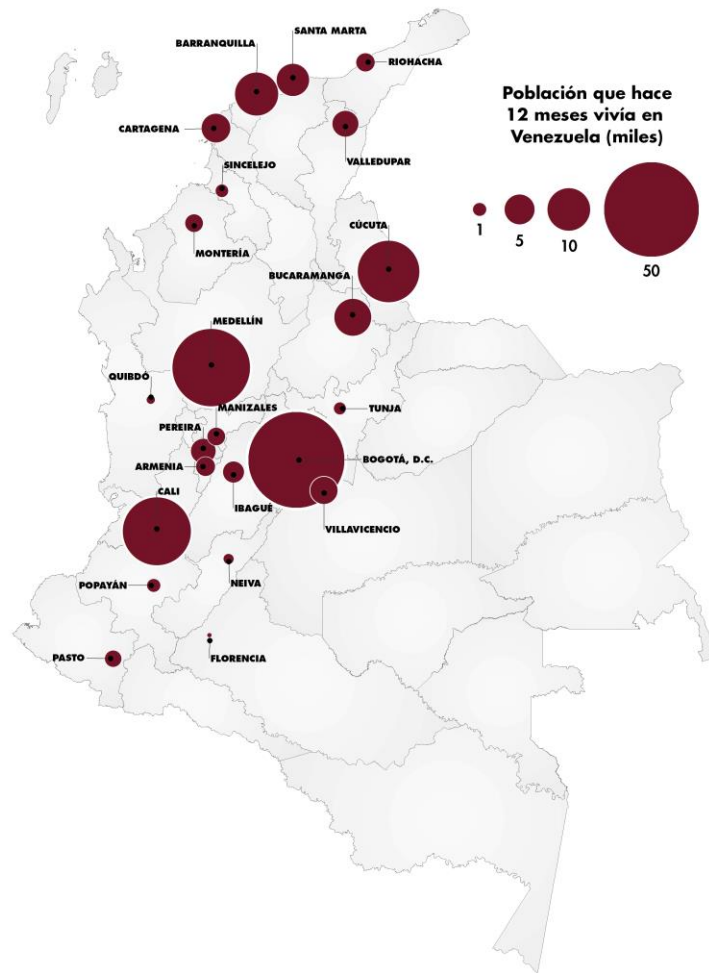 SANTA MARTA
BARRANQUILLA
RIOHACHA
Población que hace
12 meses vivía en
Venezuela (miles)
CARTAGENA
VALLEDUPAR
SINCELEJO
1
5
10
50
CÚCUTA
MONTERÍA
BUCARAMANGA
MEDELLÍN
QUIBDÓ
MANIZALES
TUNJA
PEREIRA
BOGOTÁ, D.C.
ARMENIA
CALI
IBAGUÉ
VILLAVICENCIO
POPAYÁN
NEIVA
PASTO
FLORENCIA